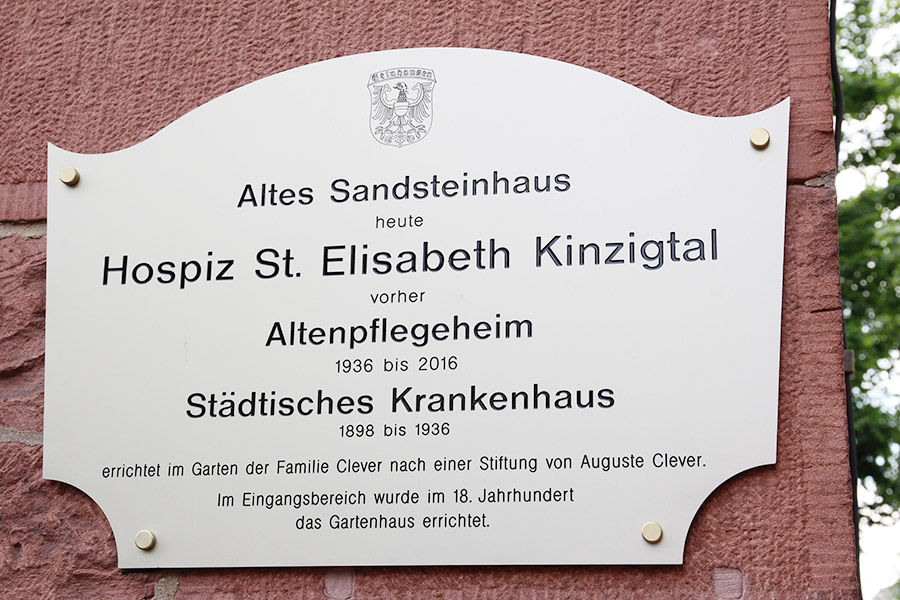 Gelnhausen
Altes Sandsteinhaus
heute
Hospiz St. Elisabeth Kinzigtal
vorher
Altenpflegeheim
1936 bis 2016
Städtisches Krankenhaus
1898 bis 1936
errichtet im Garten der Familie Clever nach einer Stiftung von Auguste Clever.
Im Eingangsbereich wurde im 18. Jahrhundert
das Gartenhaus errichtet.